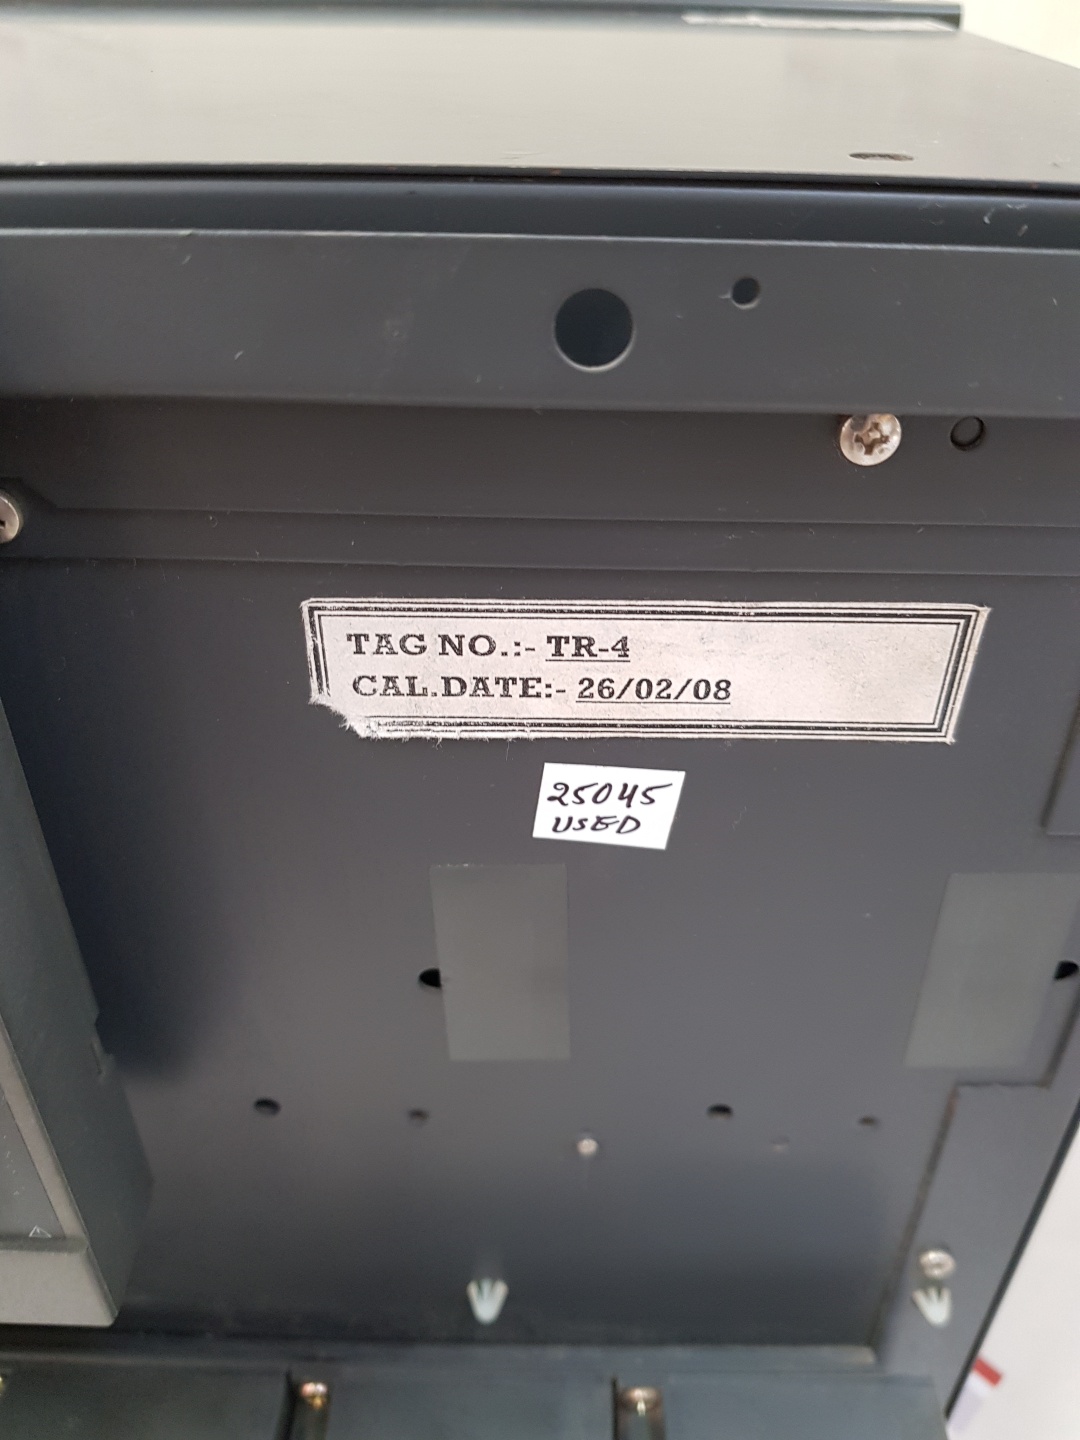 TAG NO.:- TR-4
CAL.DATE:- 26/02/08
25045
USED